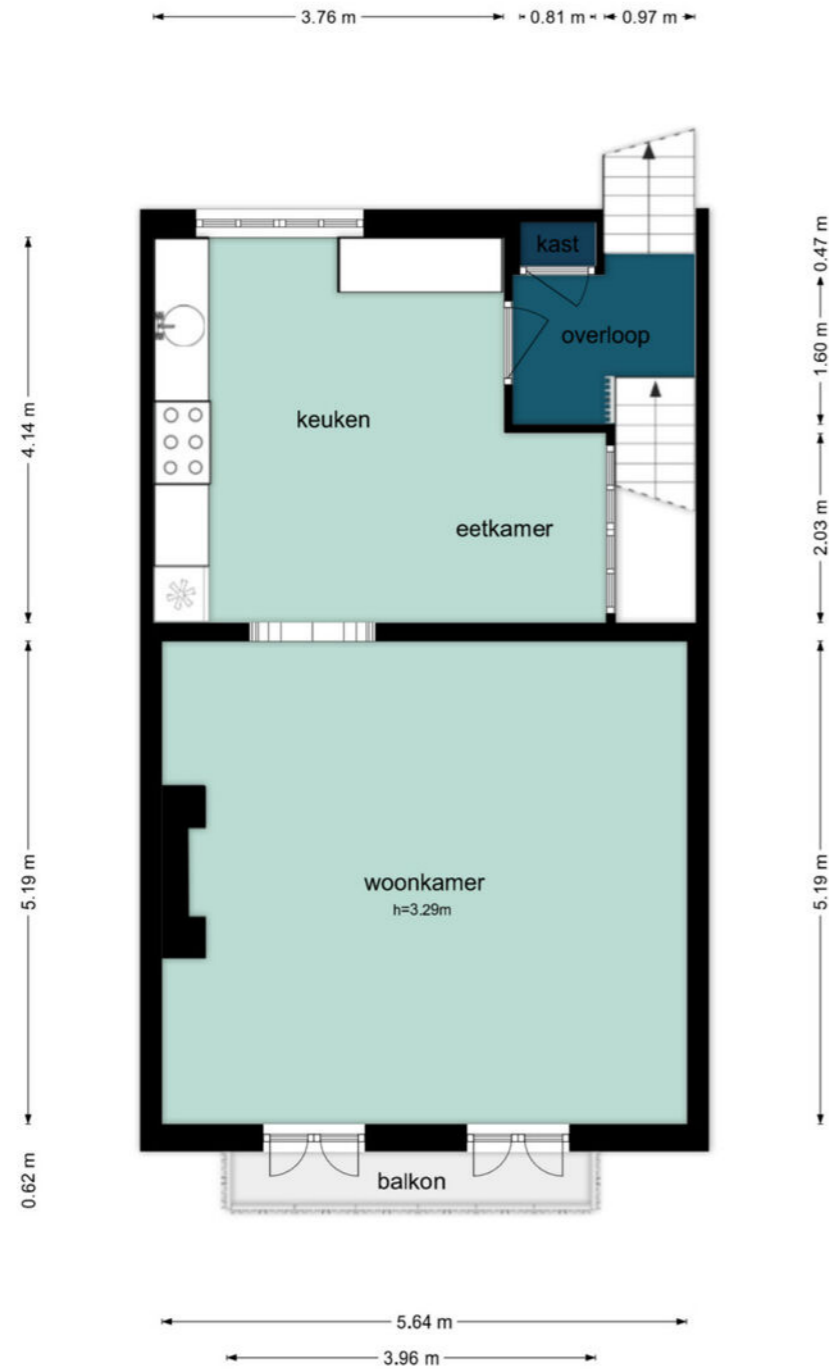 3.76 m
0.81 m
0.97 m
kast
0.47 m
overloop
1.60 m
keuken
4.14 m
eetkamer
2.03 m
woonkamer
h=3.29m
5.19 m
5.19 m
balkon
0.62 m
5.64 m
3.96 m